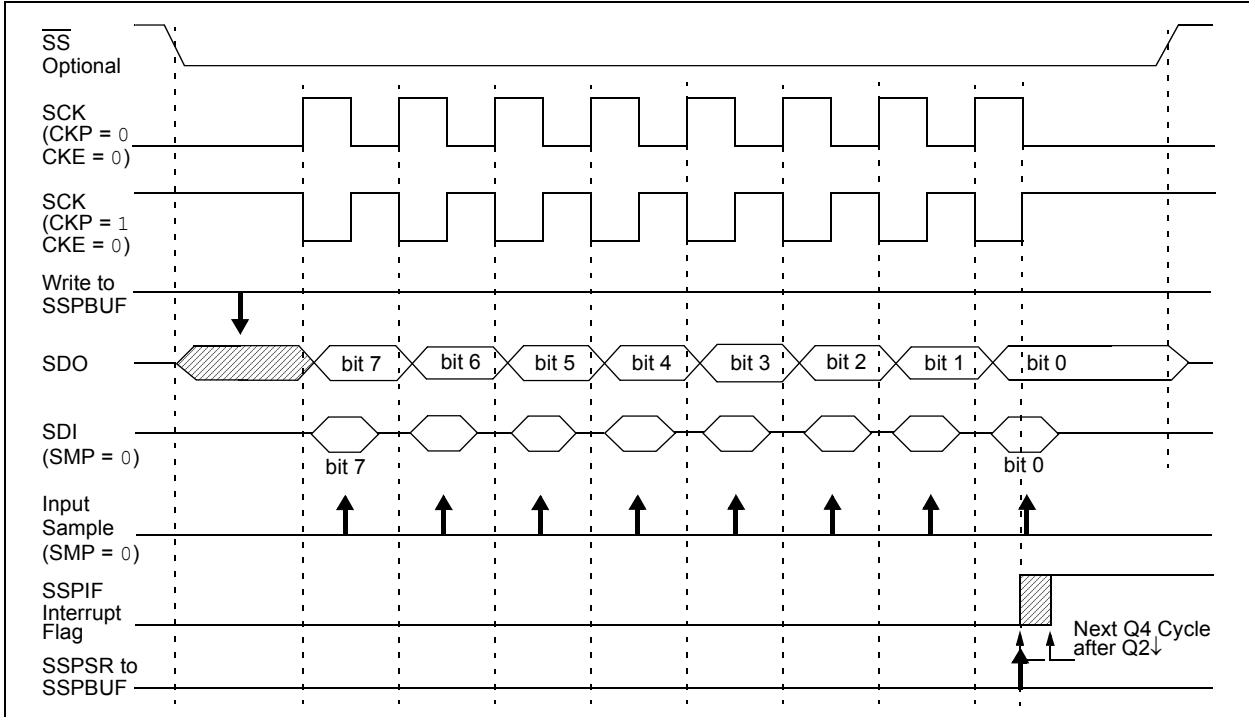 SS
Optional
SCK
(CKP = 0
CKE = 0)
SCK
(CKP = 1
CKE = 0)
Write to
SSPBUF
SDO
bit 7 bit 6 bit 5 bit 4 bit 3 bit 2 bit 1 bit 0
SDI
(SMP = 0)
bit 7 bit 0
Input
Sample
(SMP = 0)
SSPIF
Interrupt
Flag
Next Q4 Cycle
after Q2↓
SSPSR to
SSPBUF